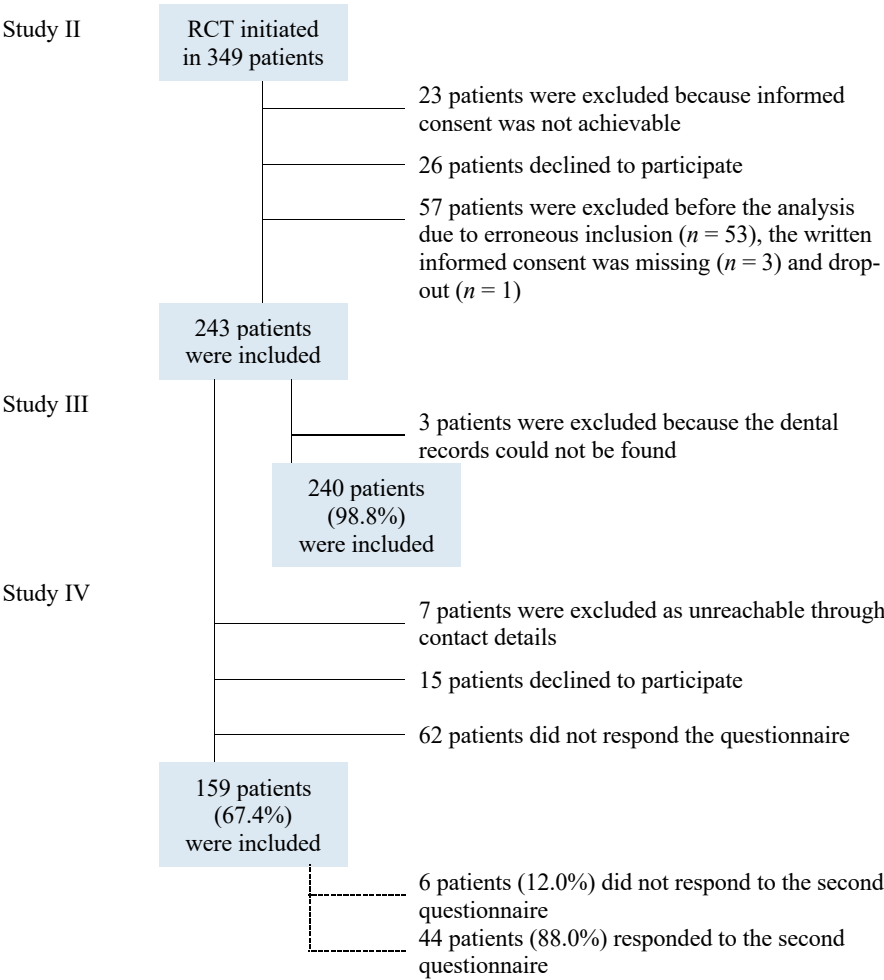 Study II
RCT initiated
in 349 patients
23 patients were excluded because informed
consent was not achievable
26 patients declined to participate
57 patients were excluded before the analysis
due to erroneous inclusion (n = 53), the written
informed consent was missing (n = 3) and drop-
out (n = 1)
243 patients
were included
Study III
3 patients were excluded because the dental
records could not be found
240 patients
(98.8%)
were included
Study IV
7 patients were excluded as unreachable through
contact details
15 patients declined to participate
62 patients did not respond the questionnaire
159 patients
(67.4%)
were included
6 patients (12.0%) did not respond to the second
questionnaire
44 patients (88.0%) responded to the second
questionnaire